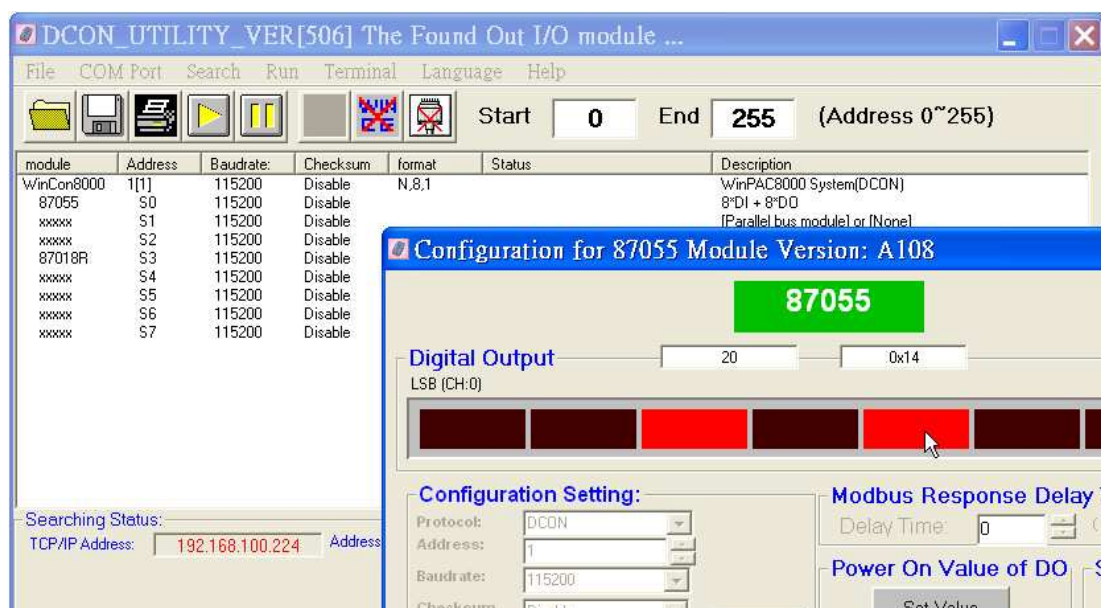 DCON_UTILITY_VER[506] The Found Out I/O module ...
File COM Port Search Run Terminal Language Help
Start 0 End 255 (Address 0~255)
module Address Baudrate: Checksum format Status Description
WinCon8000 1[1] 115200 Disable N,8,1 WinPAC8000 System(DCON)
87055 S0 115200 Disable 8*DI + 8*DO
xxxxx S1 115200 Disable [Parallel bus module] or [None]
xxxxx S2 115200 Disable
87018R S3 115200 Disable
xxxxx S4 115200 Disable
xxxxx S5 115200 Disable
xxxxx S6 115200 Disable
xxxxx S7 115200 Disable
Configuration for 87055 Module Version: A108
87055
Digital Output 20 0x14
LSB (CH:0)
Searching Status:
TCP/IP Address: 192.168.100.224 Address
Configuration Setting:
Protocol: DCON
Address: 1
Baudrate: 115200
Checksum Disable
Modbus Response Delay
Delay Time: 0
Power On Value of DO
Set Value